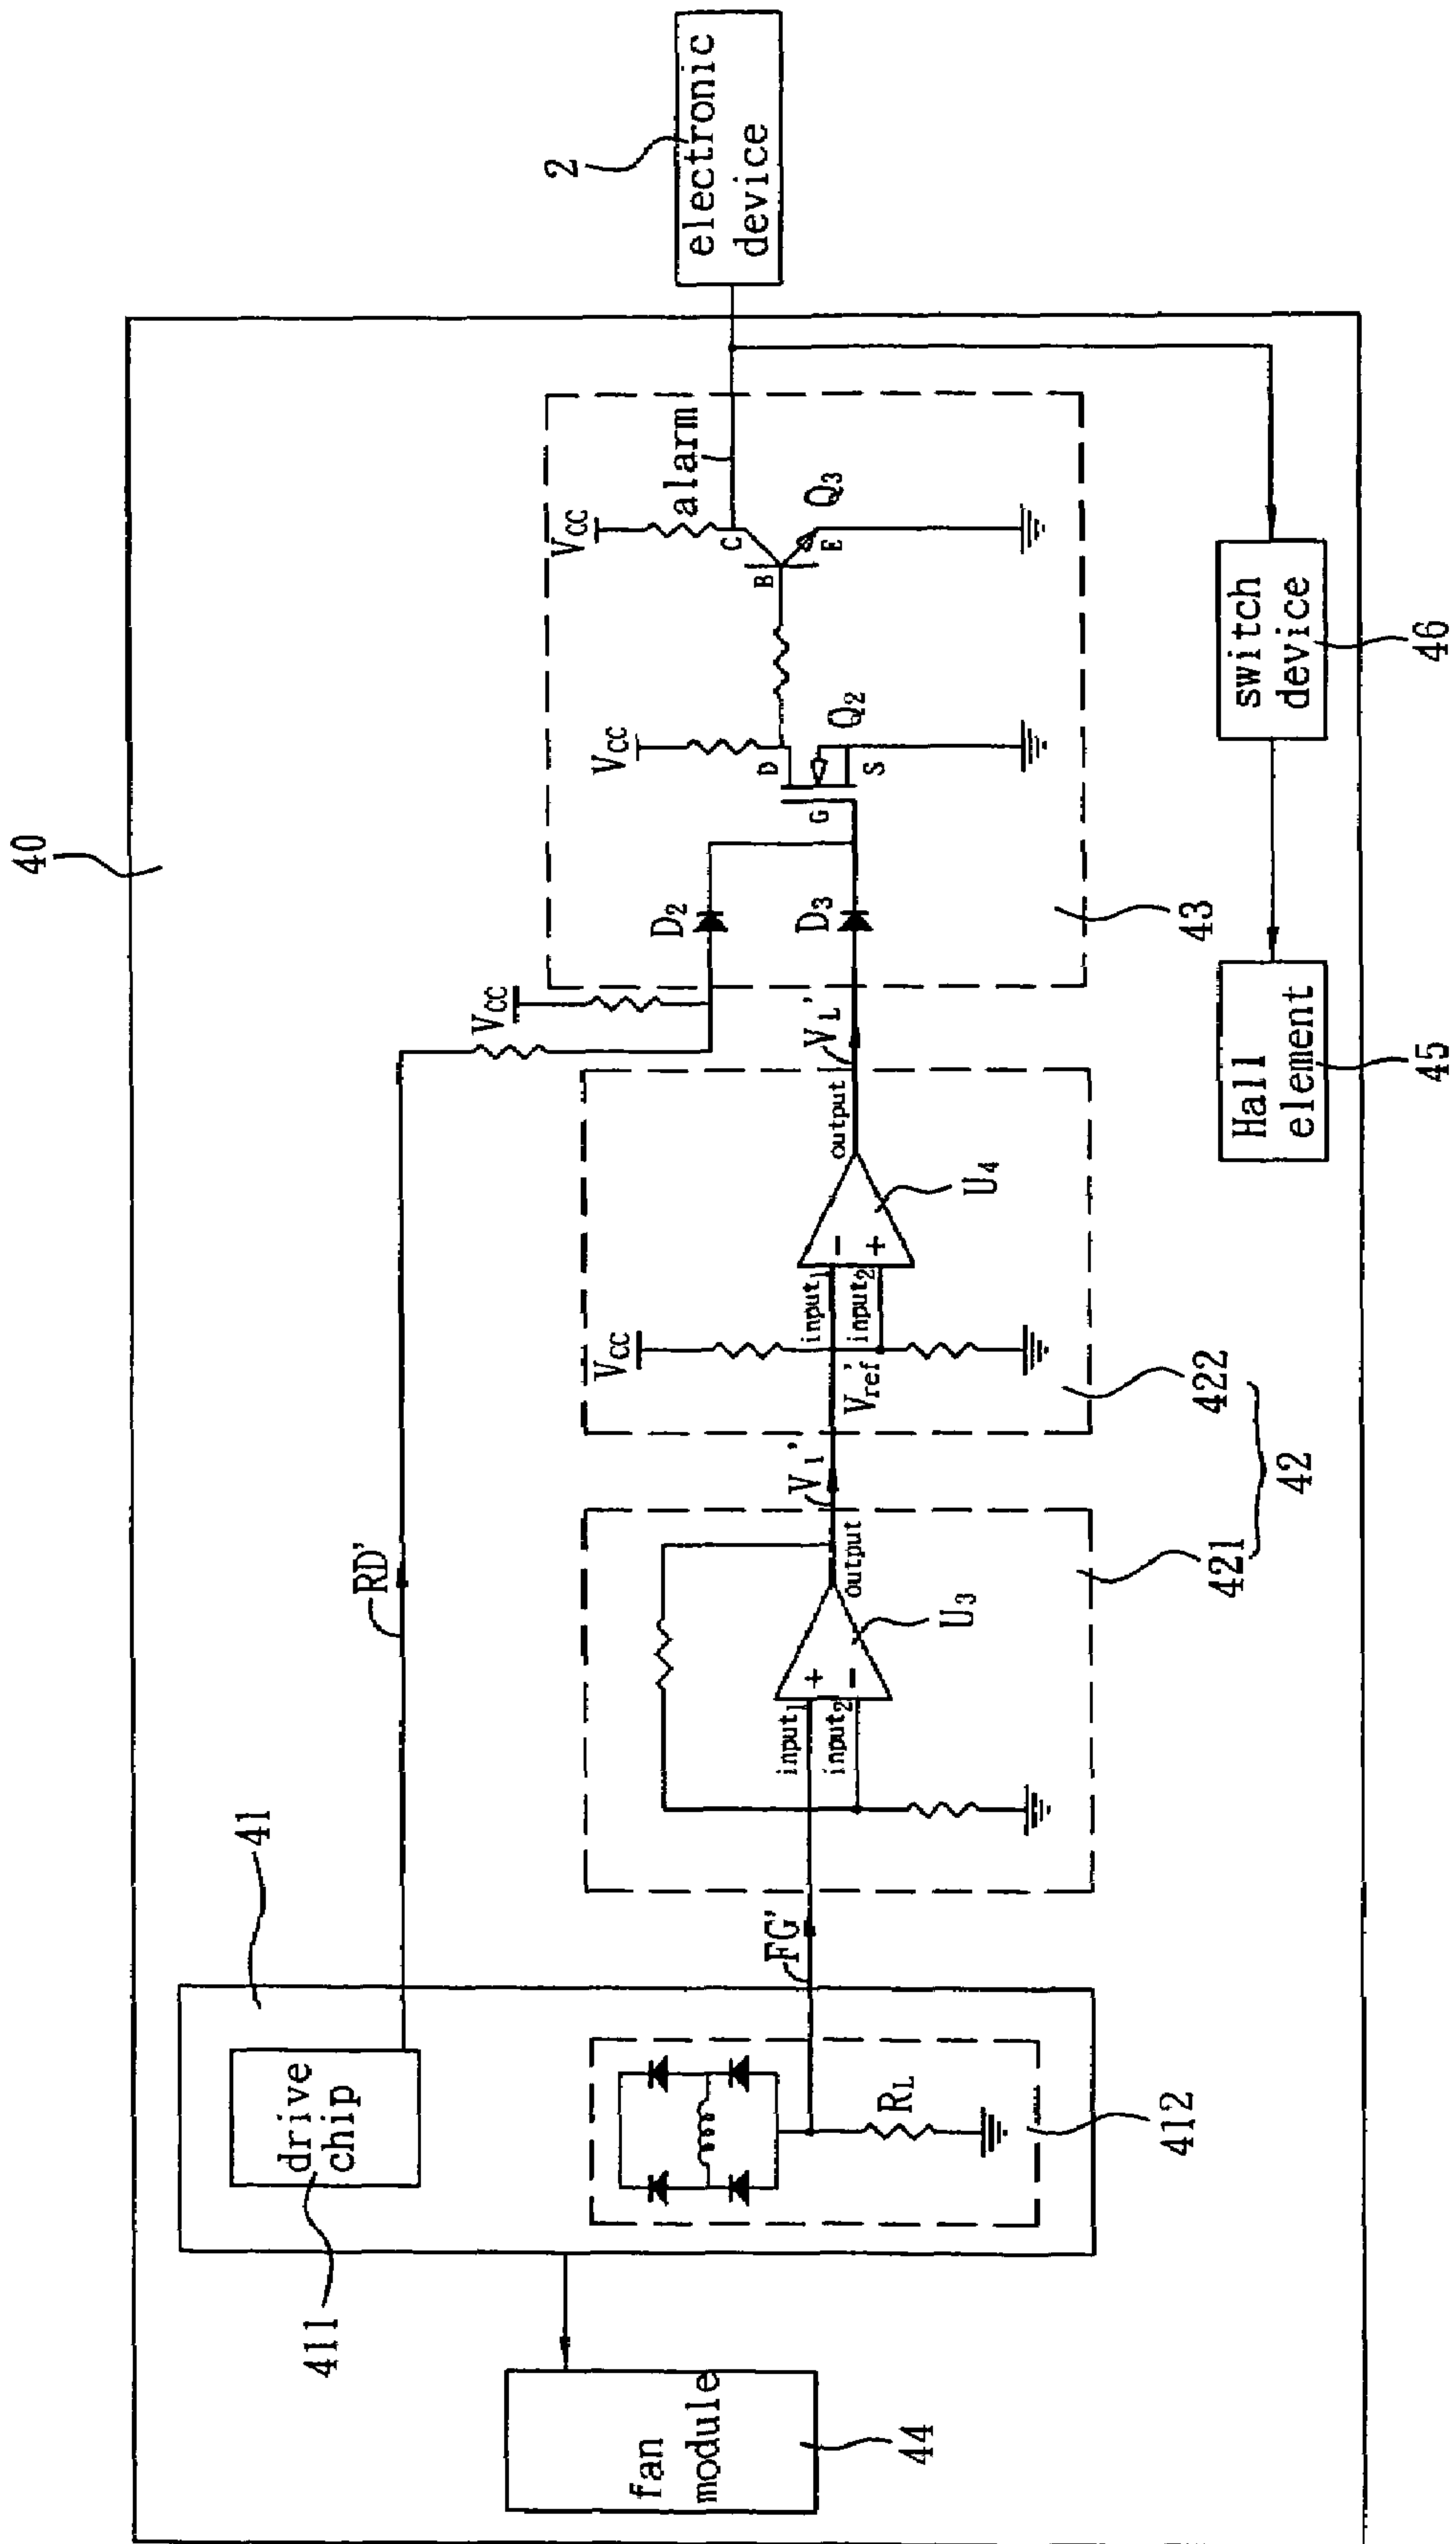 40
2
electronic
device
41
drive
chip
411
RD'
VCC
D2
VCC
D
G
S
Q2
VCC
alarm
C
B
E
Q3
fan
module
44
RL
412
FG'
input1
input2
+
−
output
U3
421
V1'
VCC
input1
input2
Vref'
−
+
output
U4
422
42
VL'
D3
43
Hall
element
45
switch
device
46